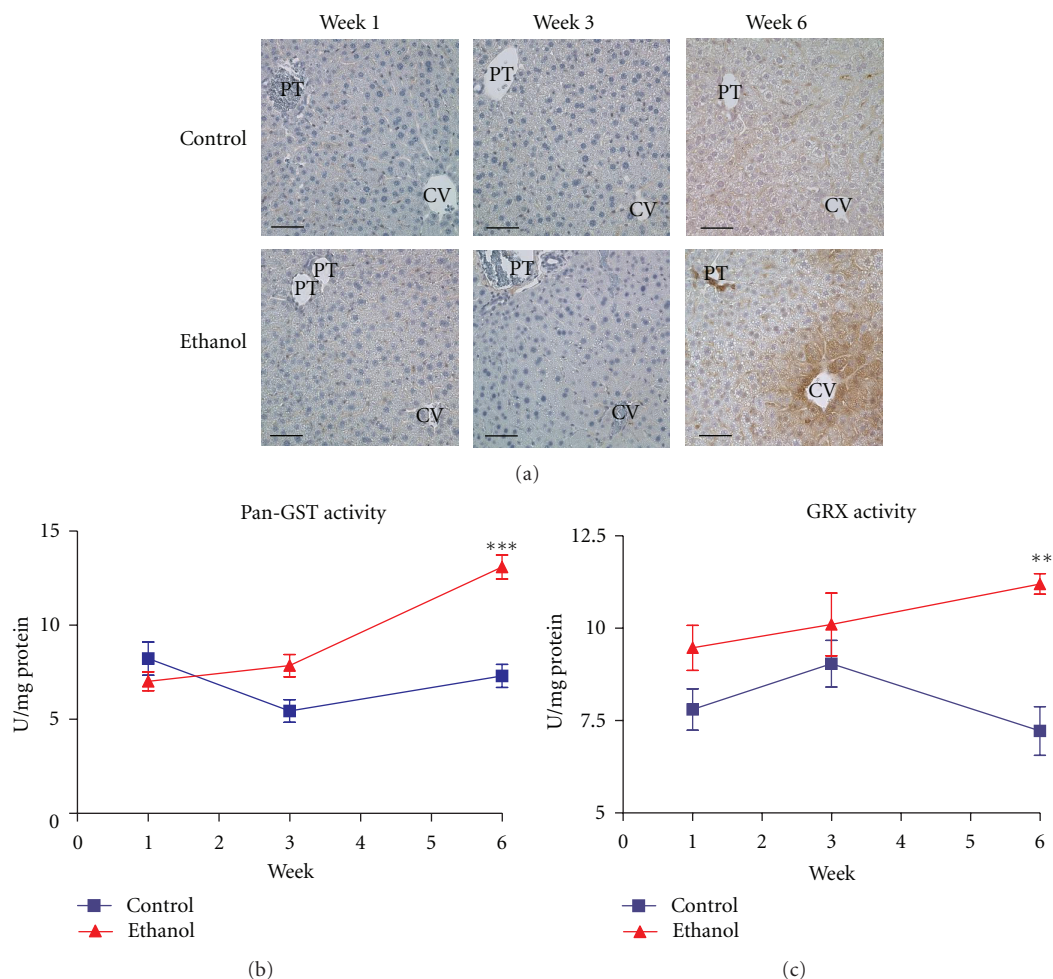 Week 1 Week 3 Week 6
Control
PT
CV
PT
CV
PT
CV
Ethanol
PT
PT
CV
PT
CV
PT
CV
(a)
Pan-GST activity
U/mg protein
15
10
5
0
***
0 1 2 3 4 5 6
Week
Control
Ethanol
(b)
GRX activity
U/mg protein
12.5
10
7.5
5
**
0 1 2 3 4 5 6
Week
Control
Ethanol
(c)